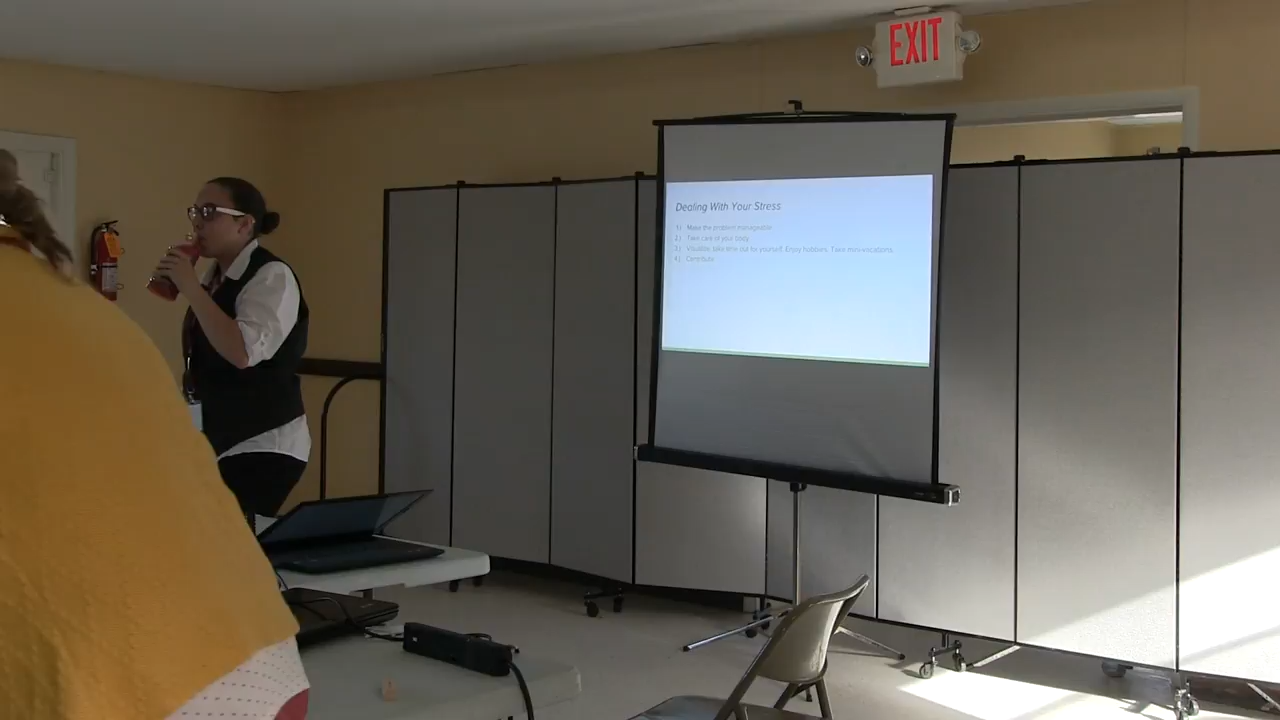 EXIT
Dealing With Your Stress
1) Make the problem manageable
2) Take care of your body
3) Visualize, take time out for yourself. Enjoy hobbies. Take mini-vacations.
4) Contribute